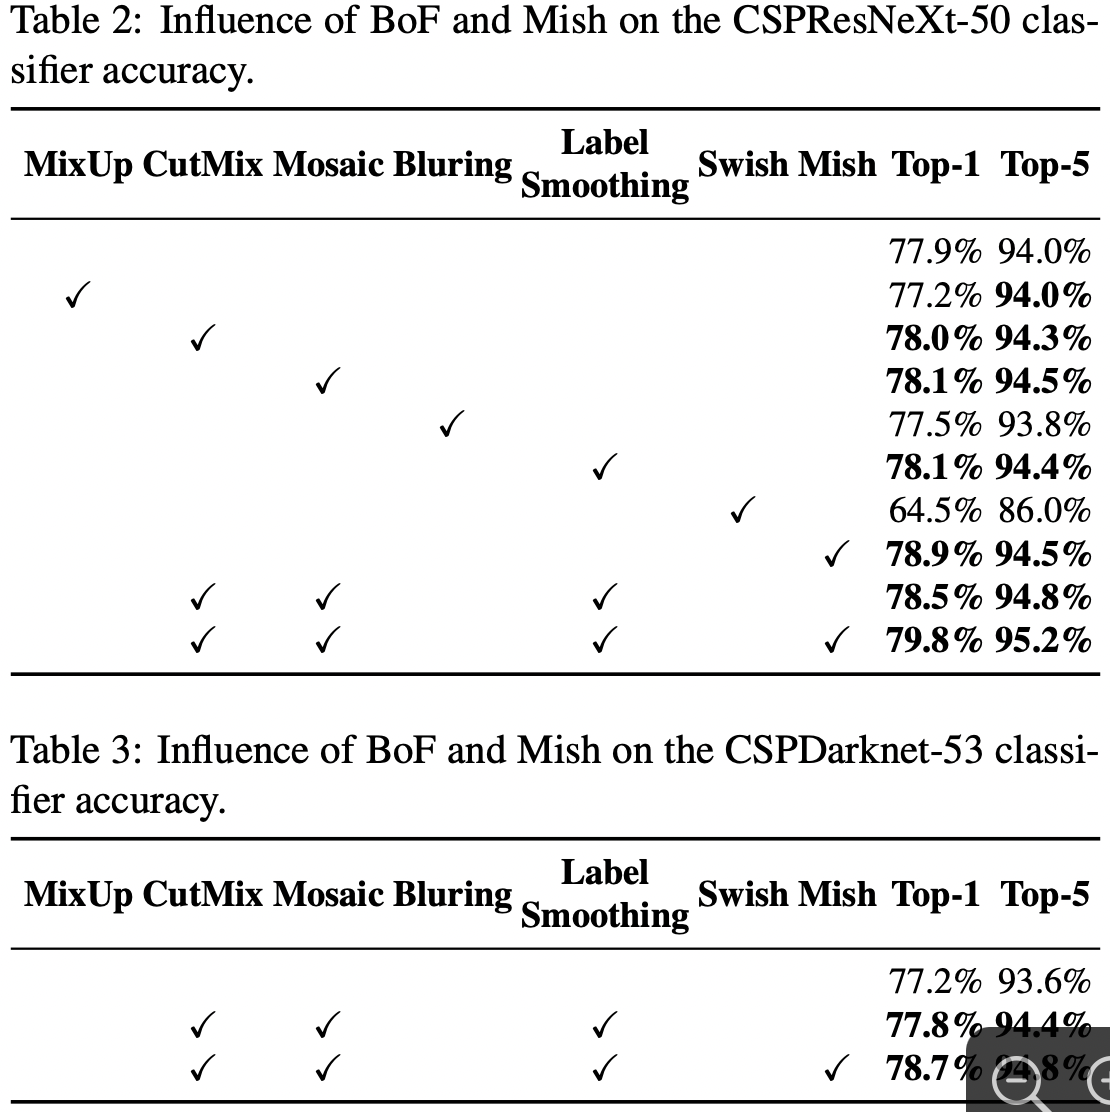 Table 2: Influence of BoF and Mish on the CSPResNeXt-50 clas-
sifier accuracy.
MixUp CutMix Mosaic Bluring Label Smoothing Swish Mish Top-1 Top-5
77.9% 94.0%
✓ 77.2% 94.0%
✓ 78.0% 94.3%
✓ 78.1% 94.5%
✓ 77.5% 93.8%
✓ 78.1% 94.4%
✓ 64.5% 86.0%
✓ 78.9% 94.5%
✓ ✓ ✓ 78.5% 94.8%
✓ ✓ ✓ ✓ 79.8% 95.2%
Table 3: Influence of BoF and Mish on the CSPDarknet-53 classi-
fier accuracy.
MixUp CutMix Mosaic Bluring Label Smoothing Swish Mish Top-1 Top-5
77.2% 93.6%
✓ ✓ ✓ 77.8% 94.4%
✓ ✓ ✓ ✓ 78.7% 94.8%